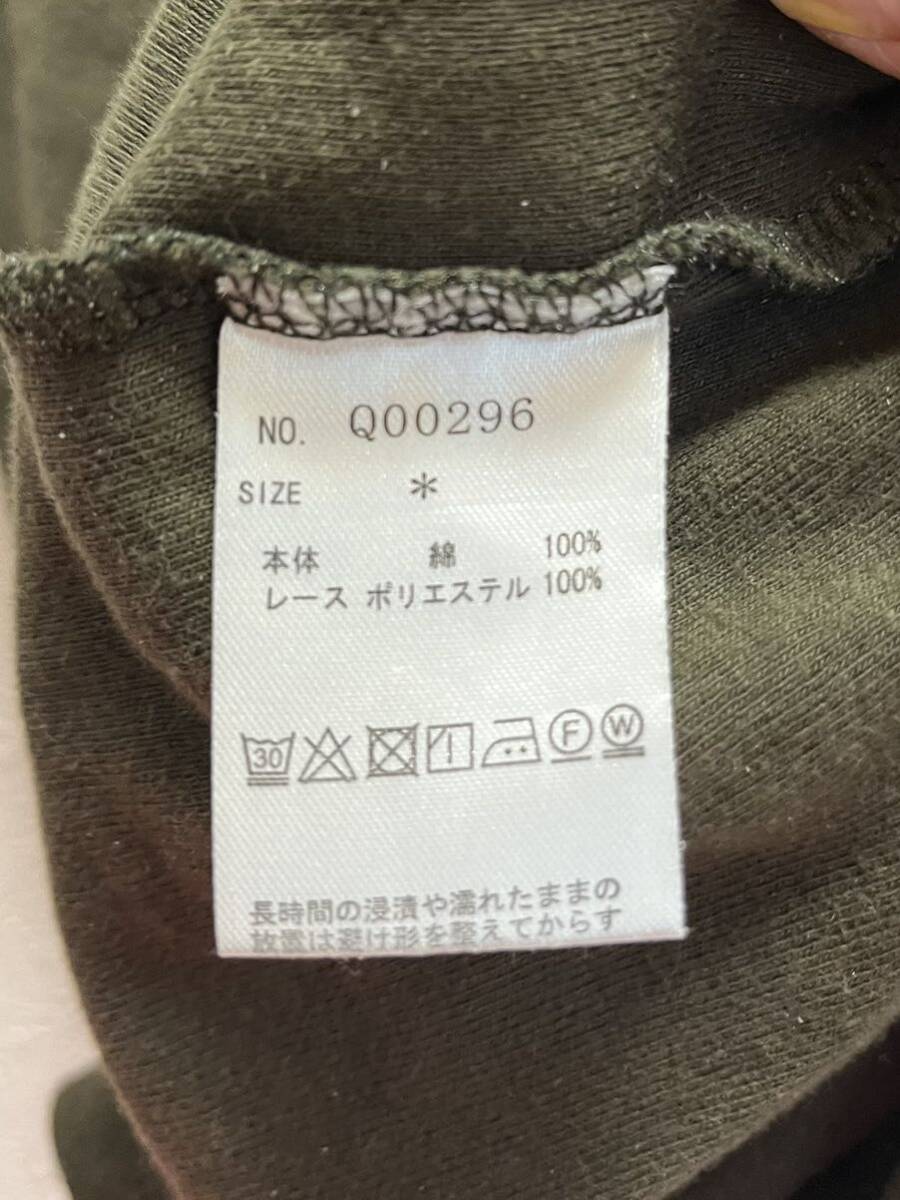 NO. Q00296
SIZE *
本体 綿 100%
レース ポリエステル 100%
30 F W
長時間の浸漬や濡れたままの
放置は避け形を整えてからす